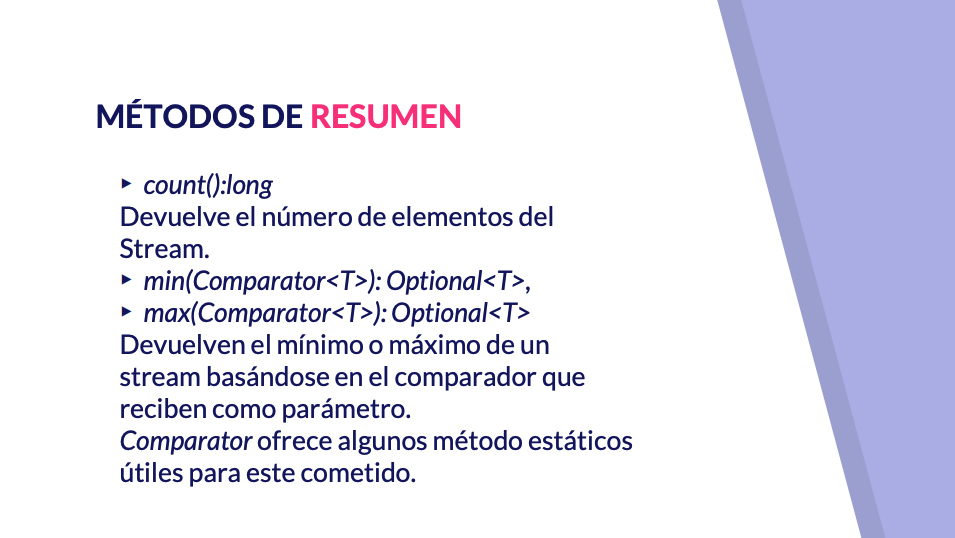 MÉTODOS DE RESUMEN
▸ count():long
Devuelve el número de elementos del
Stream.
▸ min(Comparator<T>): Optional<T>,
▸ max(Comparator<T>): Optional<T>
Devuelven el mínimo o máximo de un
stream basándose en el comparador que
reciben como parámetro.
Comparator ofrece algunos método estáticos
útiles para este cometido.